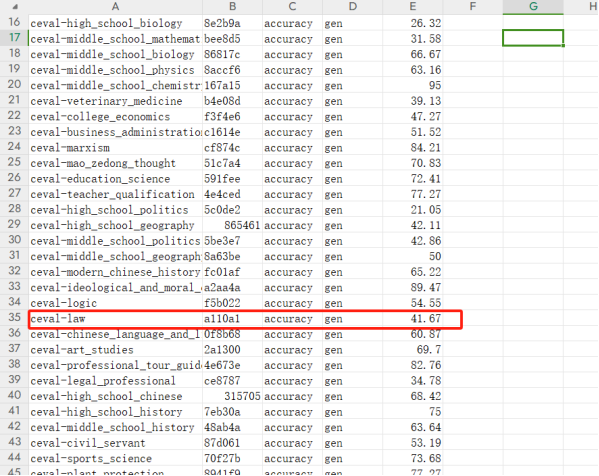 A B C D E F G H
16 ceval-high_school_biology 8e2b9a accuracy gen 26.32
17 ceval-middle_school_mathemat bee8d5 accuracy gen 31.58
18 ceval-middle_school_biology 86817c accuracy gen 66.67
19 ceval-middle_school_physics 8accf6 accuracy gen 63.16
20 ceval-middle_school_chemistr 167a15 accuracy gen 95
21 ceval-veterinary_medicine b4e08d accuracy gen 39.13
22 ceval-college_economics f3f4e6 accuracy gen 47.27
23 ceval-business_administratio c1614e accuracy gen 51.52
24 ceval-marxism cf874c accuracy gen 84.21
25 ceval-mao_zedong_thought 51c7a4 accuracy gen 70.83
26 ceval-education_science 591fee accuracy gen 72.41
27 ceval-teacher_qualification 4e4ced accuracy gen 77.27
28 ceval-high_school_politics 5c0de2 accuracy gen 21.05
29 ceval-high_school_geography 865461 accuracy gen 42.11
30 ceval-middle_school_politics 5be3e7 accuracy gen 42.86
31 ceval-middle_school_geograph 8a63be accuracy gen 50
32 ceval-modern_chinese_history fc01af accuracy gen 65.22
33 ceval-ideological_and_moral_ a2aa4a accuracy gen 89.47
34 ceval-logic f5b022 accuracy gen 54.55
35 ceval-law a110a1 accuracy gen 41.67
36 ceval-chinese_language_and_l 0f8b68 accuracy gen 60.87
37 ceval-art_studies 2a1300 accuracy gen 69.7
38 ceval-professional_tour_guid 4e673e accuracy gen 82.76
39 ceval-legal_professional ce8787 accuracy gen 34.78
40 ceval-high_school_chinese 315705 accuracy gen 68.42
41 ceval-high_school_history 7eb30a accuracy gen 75
42 ceval-middle_school_history 48ab4a accuracy gen 63.64
43 ceval-civil_servant 87d061 accuracy gen 53.19
44 ceval-sports_science 70f27b accuracy gen 73.68
45 ceval-plant_protection 8941f9 accuracy gen 77.27